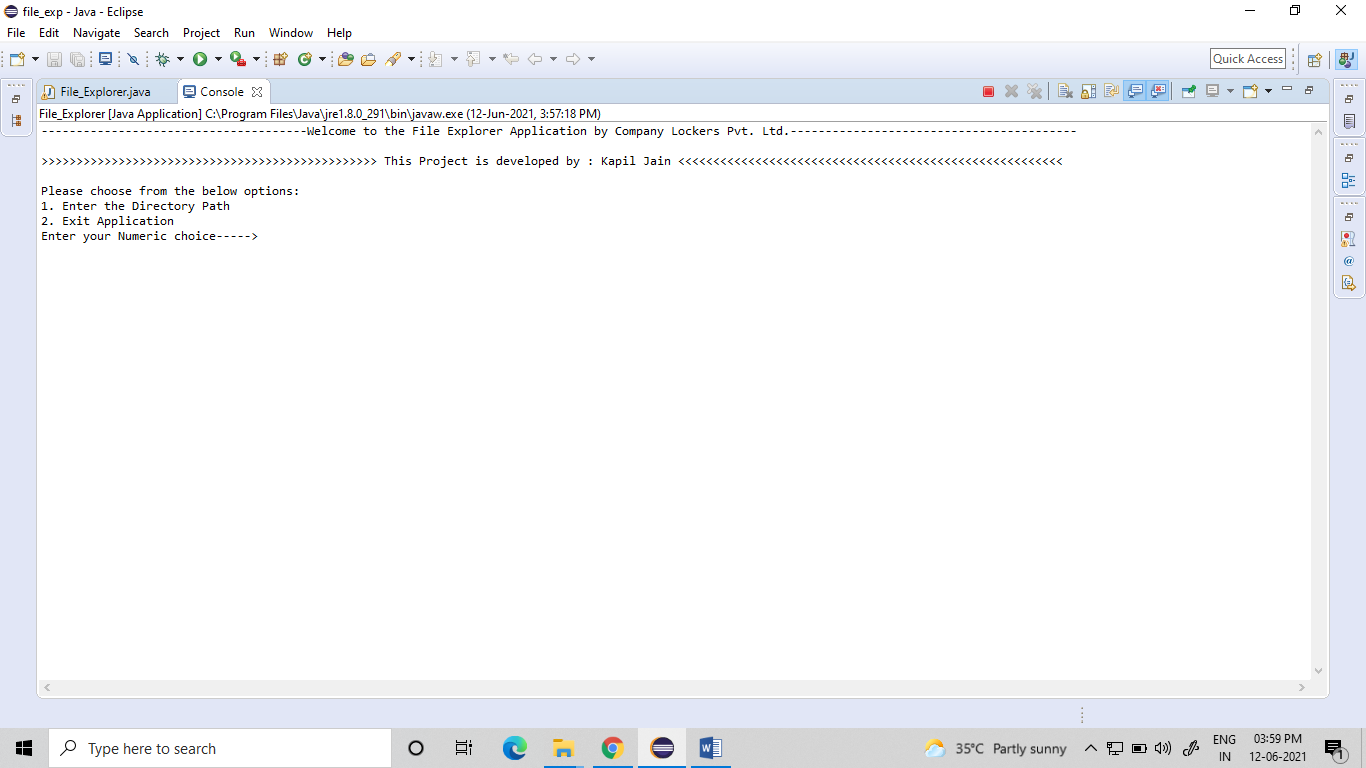 file_exp - Java - Eclipse
File Edit Navigate Search Project Run Window Help
Quick Access
File_Explorer.java Console
File_Explorer [Java Application] C:\Program Files\Java\jre1.8.0_291\bin\javaw.exe (12-Jun-2021, 3:57:18 PM)
--------------------------------------Welcome to the File Explorer Application by Company Lockers Pvt. Ltd.-----------------------------------------
>>>>>>>>>>>>>>>>>>>>>>>>>>>>>>>>>>>>>>>>>>>>>>>> This Project is developed by : Kapil Jain <<<<<<<<<<<<<<<<<<<<<<<<<<<<<<<<<<<<<<<<<<<<<<<<<<<<<<<
Please choose from the below options:
1. Enter the Directory Path
2. Exit Application
Enter your Numeric choice----->
Type here to search
35°C Partly sunny
ENG 03:59 PM
IN 12-06-2021
1